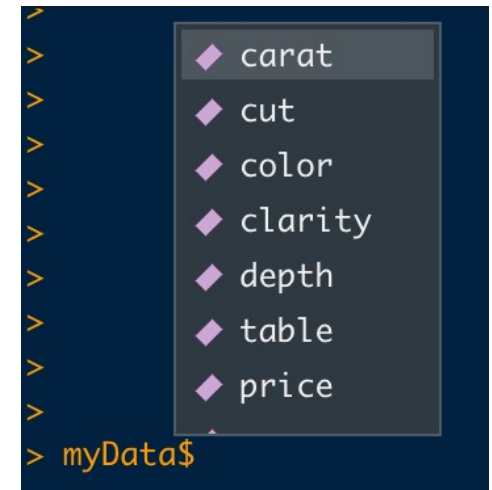 >
>
carat
>
cut
>
color
>
clarity
>
depth
>
table
>
price
>
>
> myData$